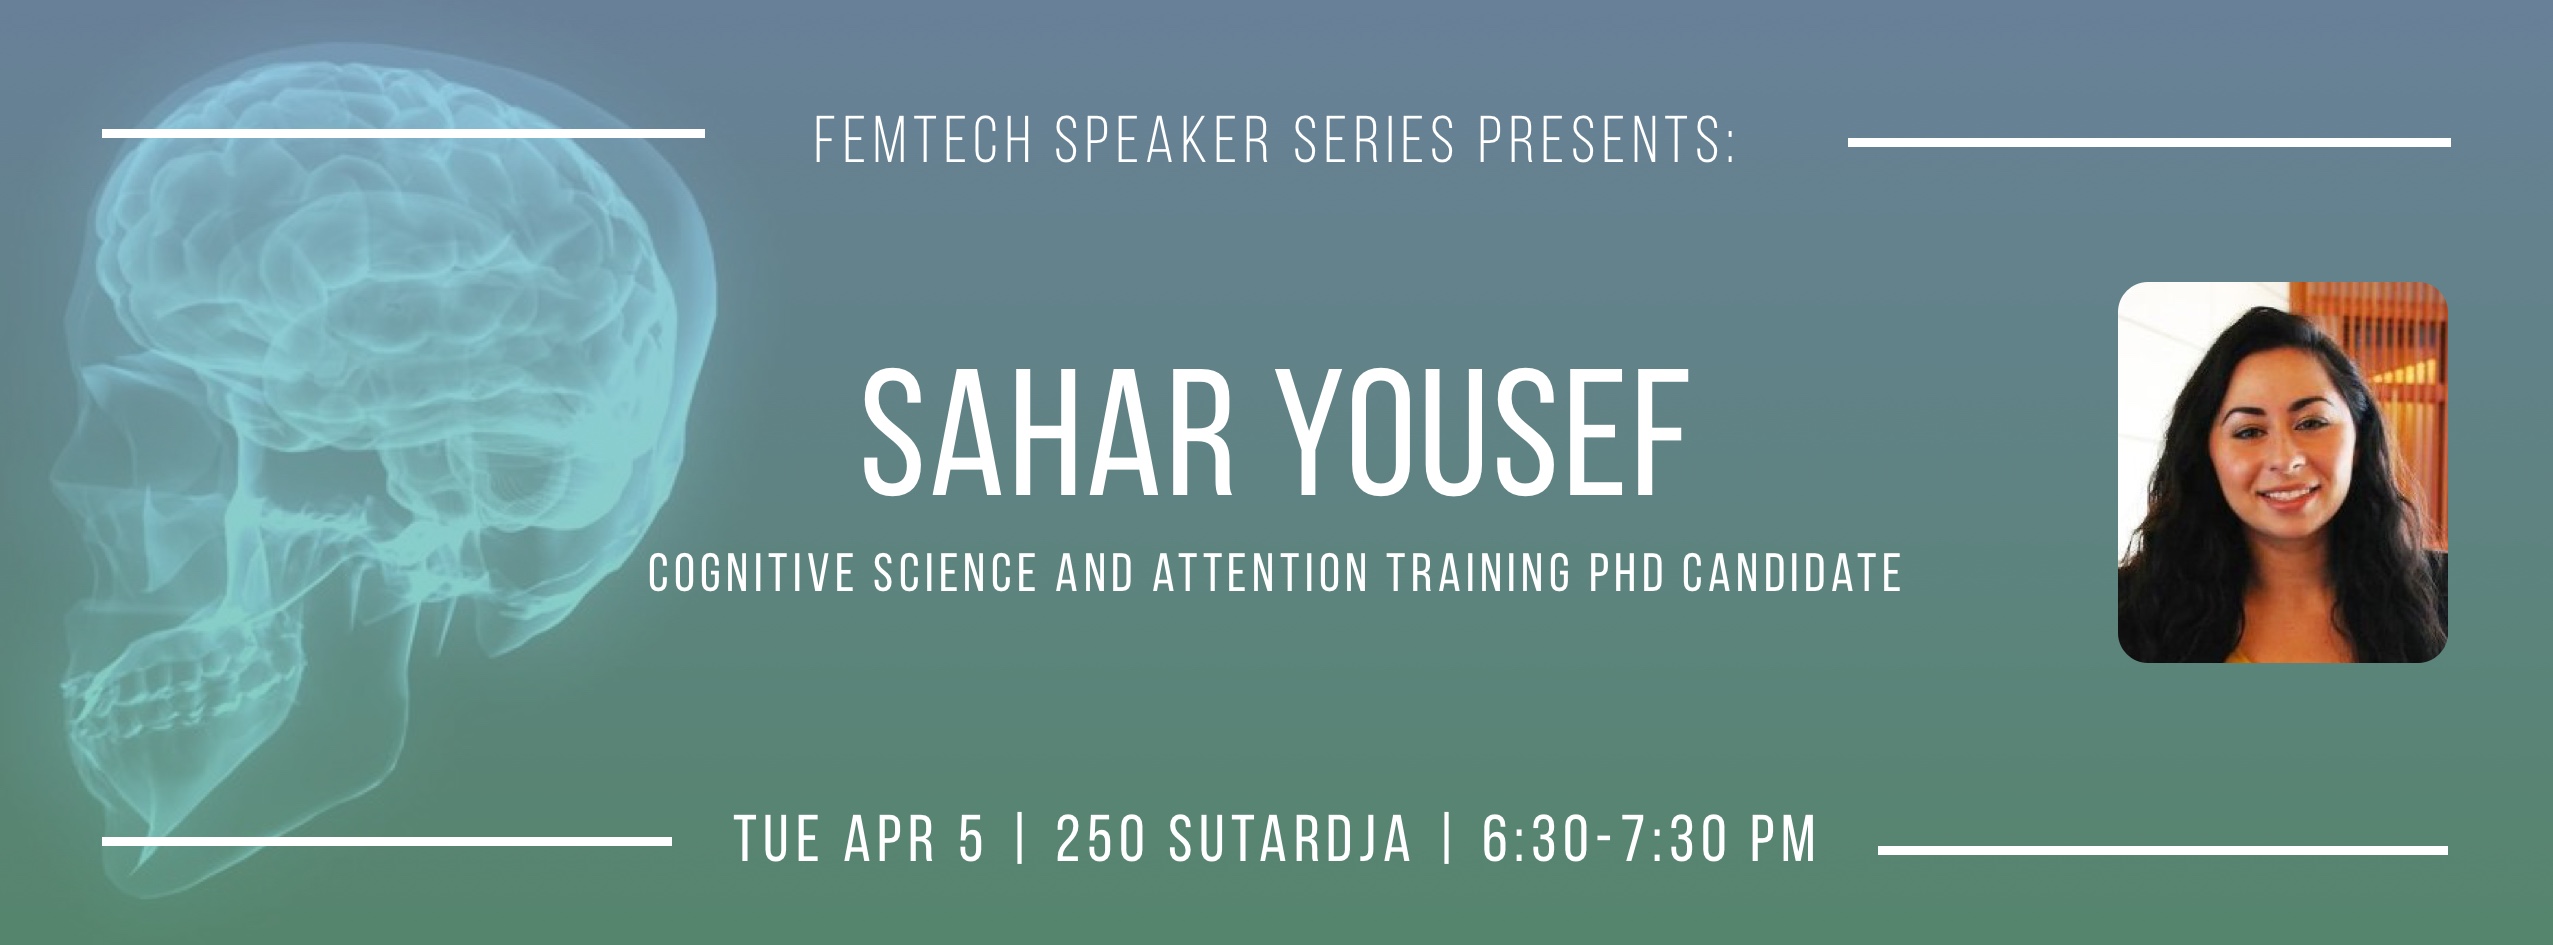 FEMTECH SPEAKER SERIES PRESENTS:
SAHAR YOUSEF
COGNITIVE SCIENCE AND ATTENTION TRAINING PHD CANDIDATE
TUE APR 5 | 250 SUTARDJA | 6:30-7:30 PM